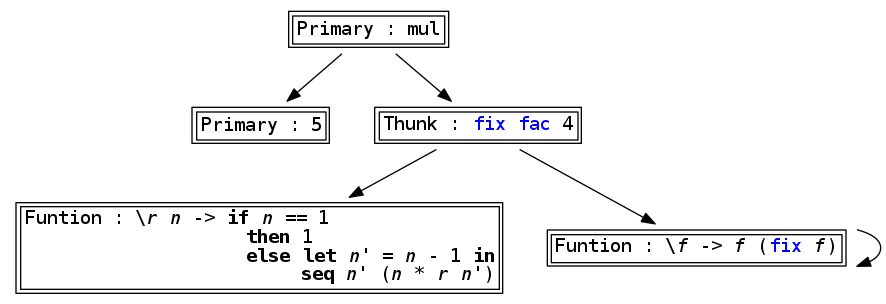 Primary : mul
Primary : 5
Thunk : fix fac 4
Funtion : \r n -> if n == 1
then 1
else let n' = n - 1 in
seq n' (n * r n')
Funtion : \f -> f (fix f)